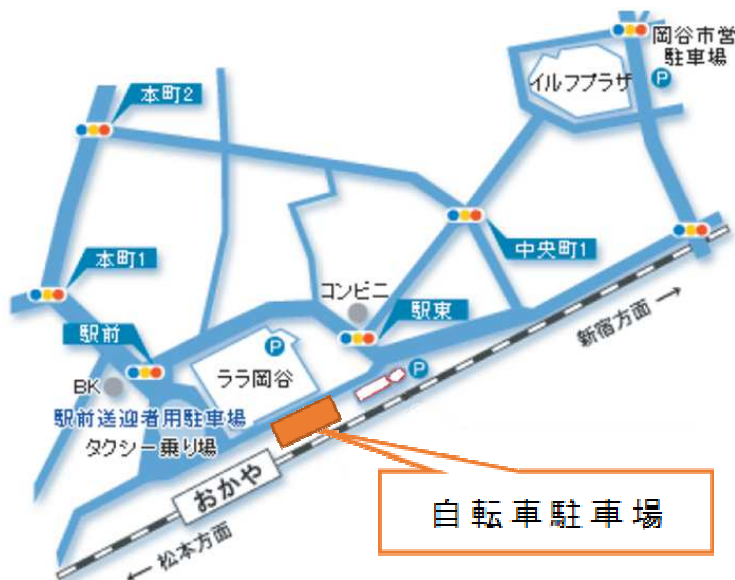 岡谷市営
駐車場
P
イルフプラザ
本町2
中央町1
本町1
コンビニ
駅東
駅前
P
新宿方面
BK
ララ岡谷
P
駅前送迎者用駐車場
タクシー乗り場
おかや
自転車駐車場
松本方面